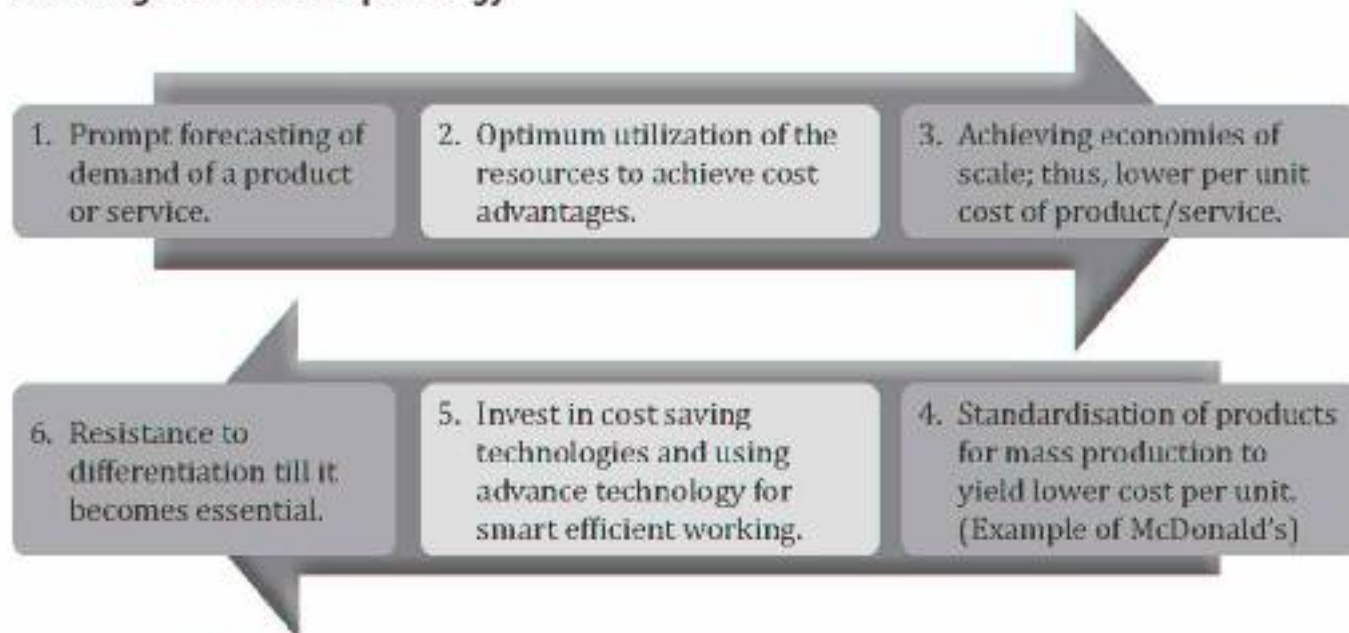 1. Prompt forecasting of
demand of a product
or service.
2. Optimum utilization of the
resources to achieve cost
advantages.
3. Achieving economies of
scale; thus, lower per unit
cost of product/service.
4. Standardisation of products
for mass production to
yield lower cost per unit.
(Example of McDonald's)
5. Invest in cost saving
technologies and using
advance technology for
smart efficient working.
6. Resistance to
differentiation till it
becomes essential.